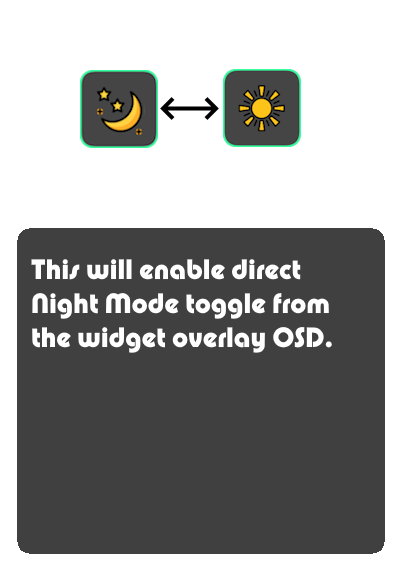 This will enable direct
Night Mode toggle from
the widget overlay OSD.